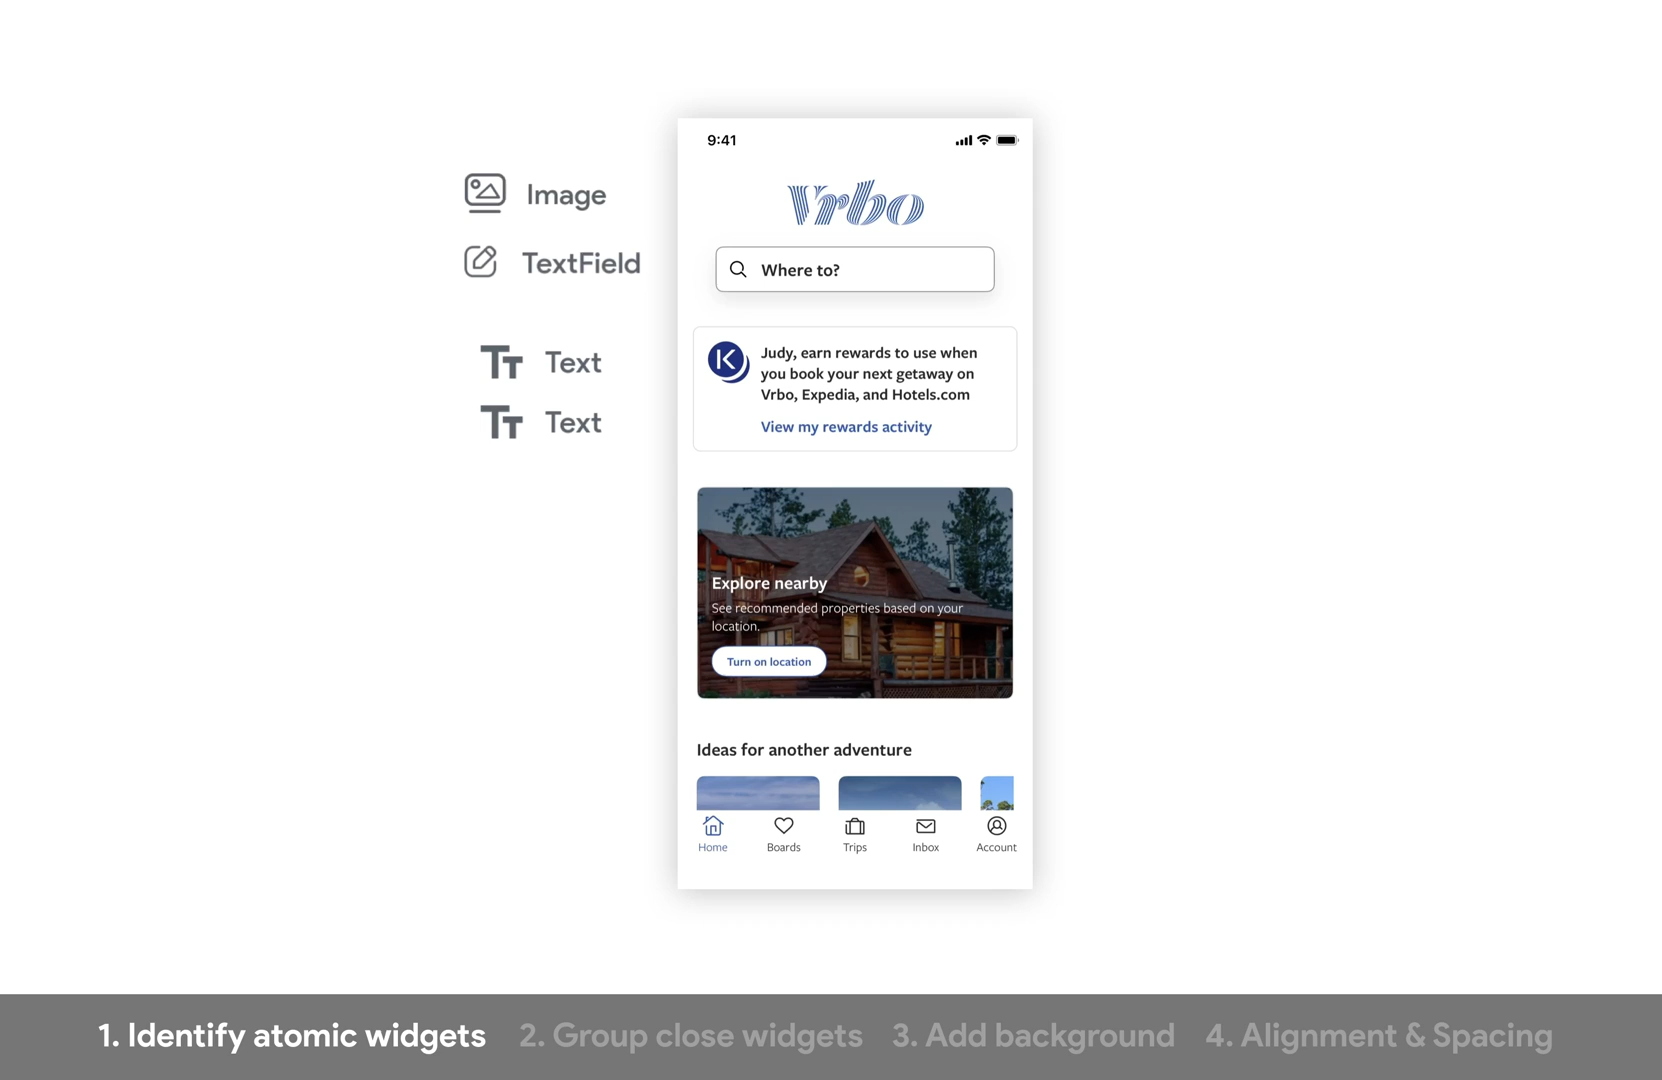 9:41
Vrbo
Image
TextField
Where to?
Text
Text
K
Judy, earn rewards to use when
you book your next getaway on
Vrbo, Expedia, and Hotels.com
View my rewards activity
Explore nearby
See recommended properties based on your
location.
Turn on location
Ideas for another adventure
Home
Boards
Trips
Inbox
Account
1. Identify atomic widgets
2. Group close widgets
3. Add background
4. Alignment & Spacing